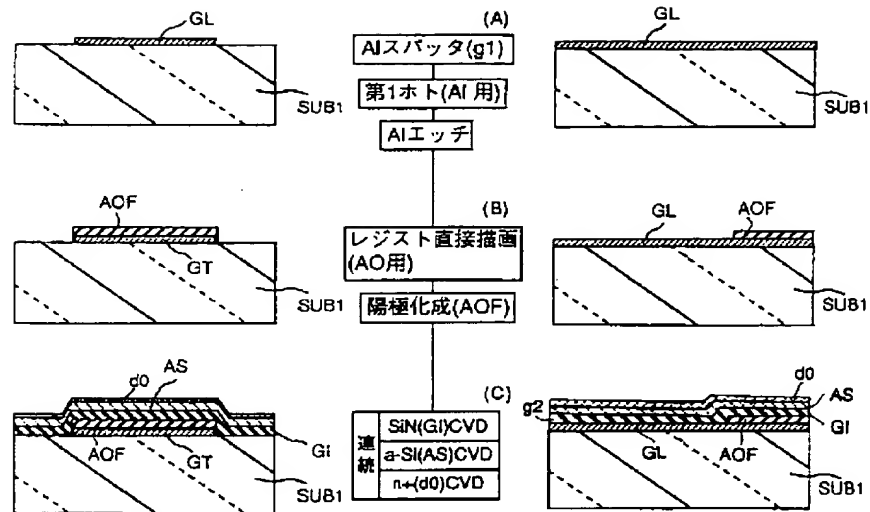 GL
SUB1
(A)
Alスパッタ(g1)
第1ホト(Al用)
Alエッチ
GL
SUB1
AOF
GT
SUB1
(B)
レジスト直接描画
(AO用)
陽極化成(AOF)
GL
AOF
SUB1
d0
AS
GI
AOF
GT
SUB1
(C)
連続
SiN(GI)CVD
a-Si(AS)CVD
n+(d0)CVD
d0
AS
g2
GI
GL
AOF
SUB1